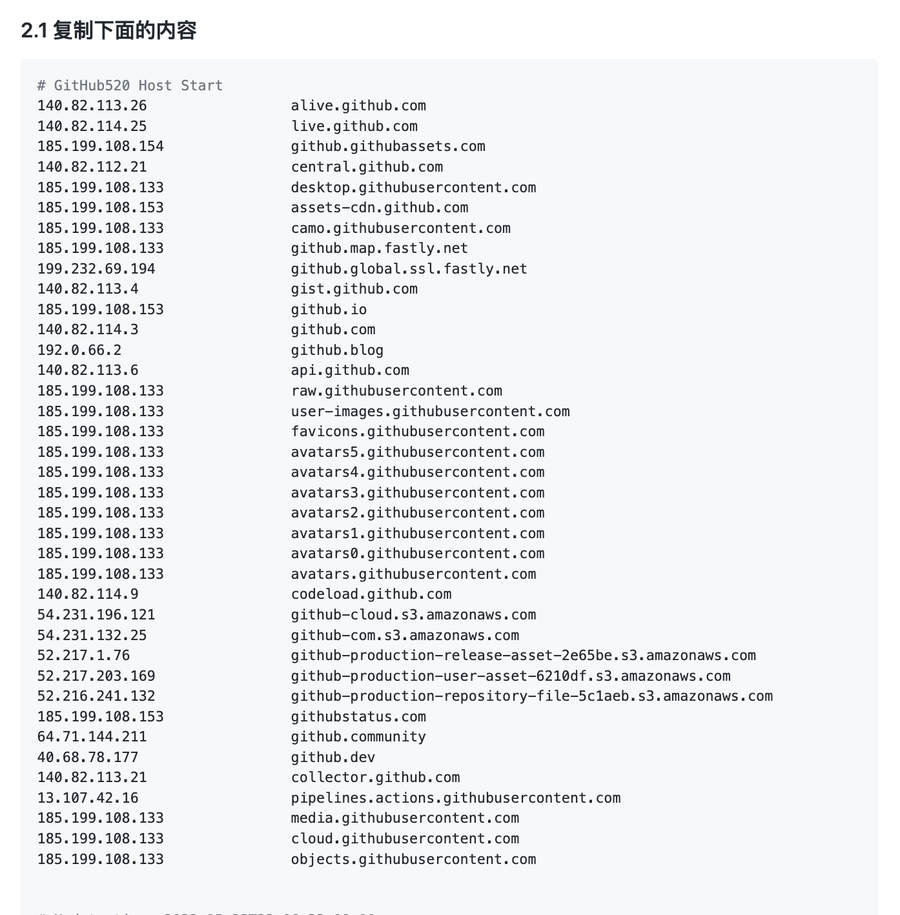 2.1 复制下面的内容
# GitHub520 Host Start
140.82.113.26 alive.github.com
140.82.114.25 live.github.com
185.199.108.154 github.githubassets.com
140.82.112.21 central.github.com
185.199.108.133 desktop.githubusercontent.com
185.199.108.153 assets-cdn.github.com
185.199.108.133 camo.githubusercontent.com
185.199.108.133 github.map.fastly.net
199.232.69.194 github.global.ssl.fastly.net
140.82.113.4 gist.github.com
185.199.108.153 github.io
140.82.114.3 github.com
192.0.66.2 github.blog
140.82.113.6 api.github.com
185.199.108.133 raw.githubusercontent.com
185.199.108.133 user-images.githubusercontent.com
185.199.108.133 favicons.githubusercontent.com
185.199.108.133 avatars5.githubusercontent.com
185.199.108.133 avatars4.githubusercontent.com
185.199.108.133 avatars3.githubusercontent.com
185.199.108.133 avatars2.githubusercontent.com
185.199.108.133 avatars1.githubusercontent.com
185.199.108.133 avatars0.githubusercontent.com
185.199.108.133 avatars.githubusercontent.com
140.82.114.9 codeload.github.com
54.231.196.121 github-cloud.s3.amazonaws.com
54.231.132.25 github-com.s3.amazonaws.com
52.217.1.76 github-production-release-asset-2e65be.s3.amazonaws.com
52.217.203.169 github-production-user-asset-6210df.s3.amazonaws.com
52.216.241.132 github-production-repository-file-5c1aeb.s3.amazonaws.com
185.199.108.153 githubstatus.com
64.71.144.211 github.community
40.68.78.177 github.dev
140.82.113.21 collector.github.com
13.107.42.16 pipelines.actions.githubusercontent.com
185.199.108.133 media.githubusercontent.com
185.199.108.133 cloud.githubusercontent.com
185.199.108.133 objects.githubusercontent.com